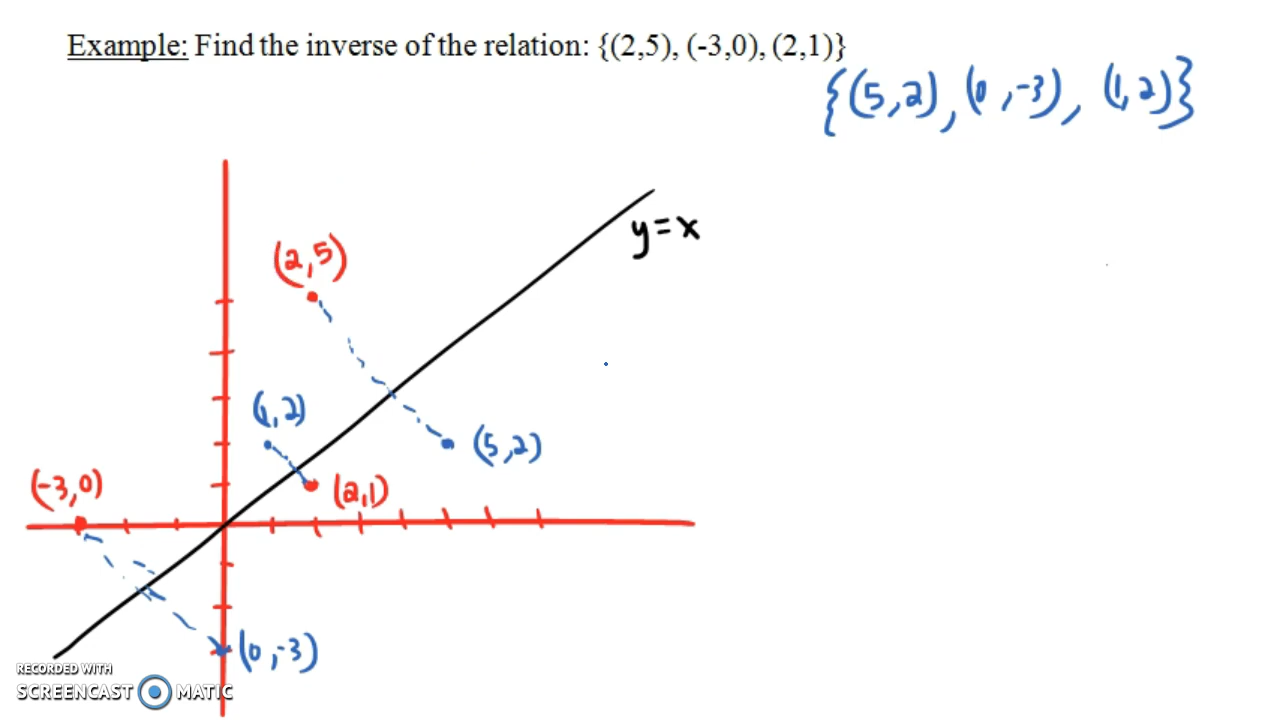 Example: Find the inverse of the relation: {(2,5), (-3,0), (2,1)}
{(5,2), (0,-3), (1,2)}
y=x
(2,5)
(1,2)
(5,2)
(-3,0)
(2,1)
(0,-3)
RECORDED WITH
SCREENCAST MATIC